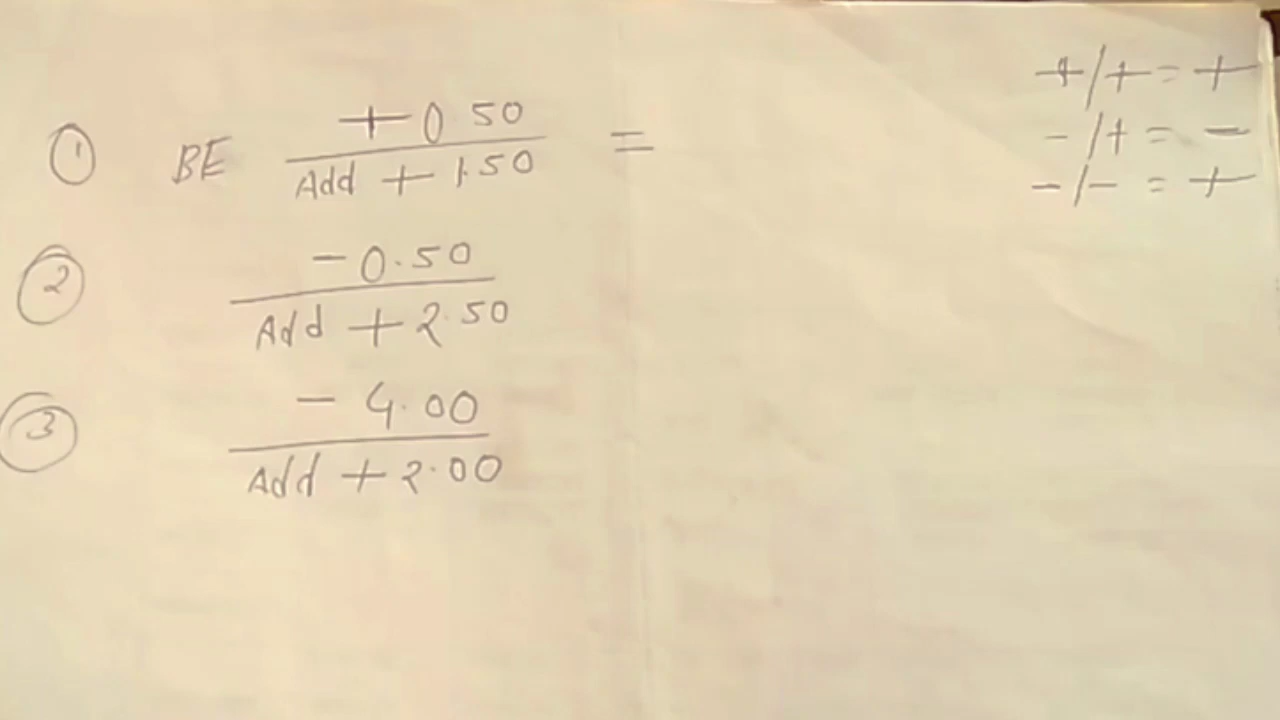 ① BE + 0.50 =
Add + 1.50
② - 0.50
Add + 2.50
③ - 4.00
Add + 2.00
+/+ = +
-/+ = -
-/- = +